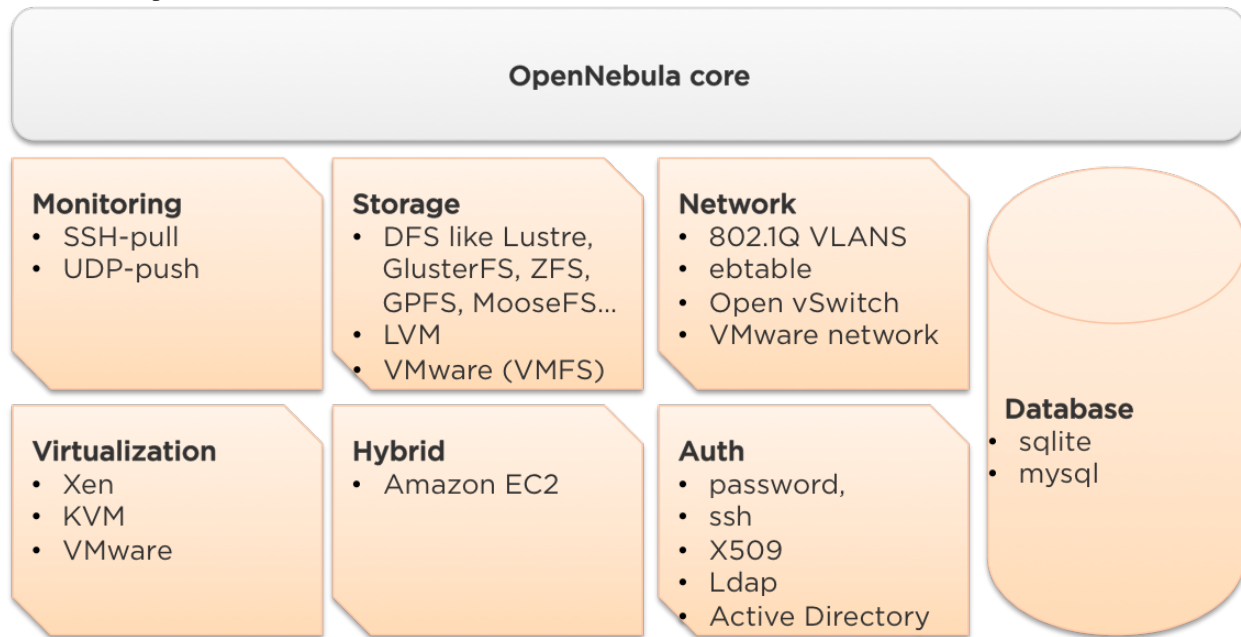 OpenNebula core
Monitoring
• SSH-pull
• UDP-push
Storage
• DFS like Lustre,
GlusterFS, ZFS,
GPFS, MooseFS...
• LVM
• VMware (VMFS)
Network
• 802.1Q VLANS
• ebtable
• Open vSwitch
• VMware network
Virtualization
• Xen
• KVM
• VMware
Hybrid
• Amazon EC2
Auth
• password,
• ssh
• X509
• Ldap
• Active Directory
Database
• sqlite
• mysql